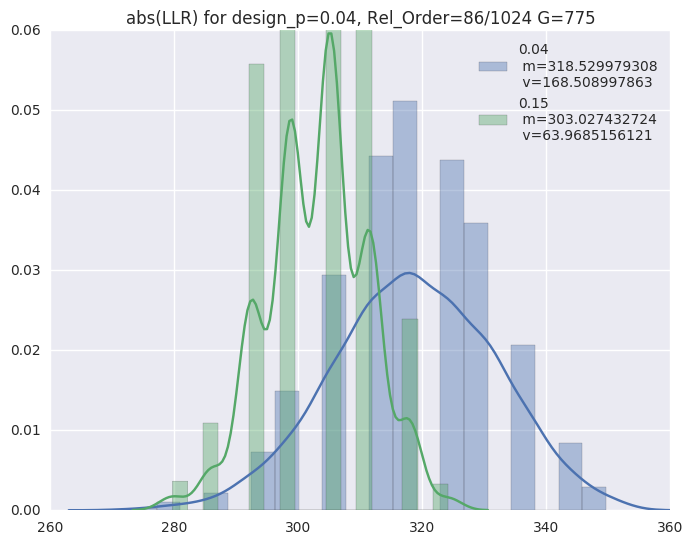 abs(LLR) for design_p=0.04, Rel_Order=86/1024 G=775
0.06
0.05
0.04
0.03
0.02
0.01
0.00
0.04
m=318.529979308
v=168.508997863
0.15
m=303.027432724
v=63.9685156121
260 280 300 320 340 360